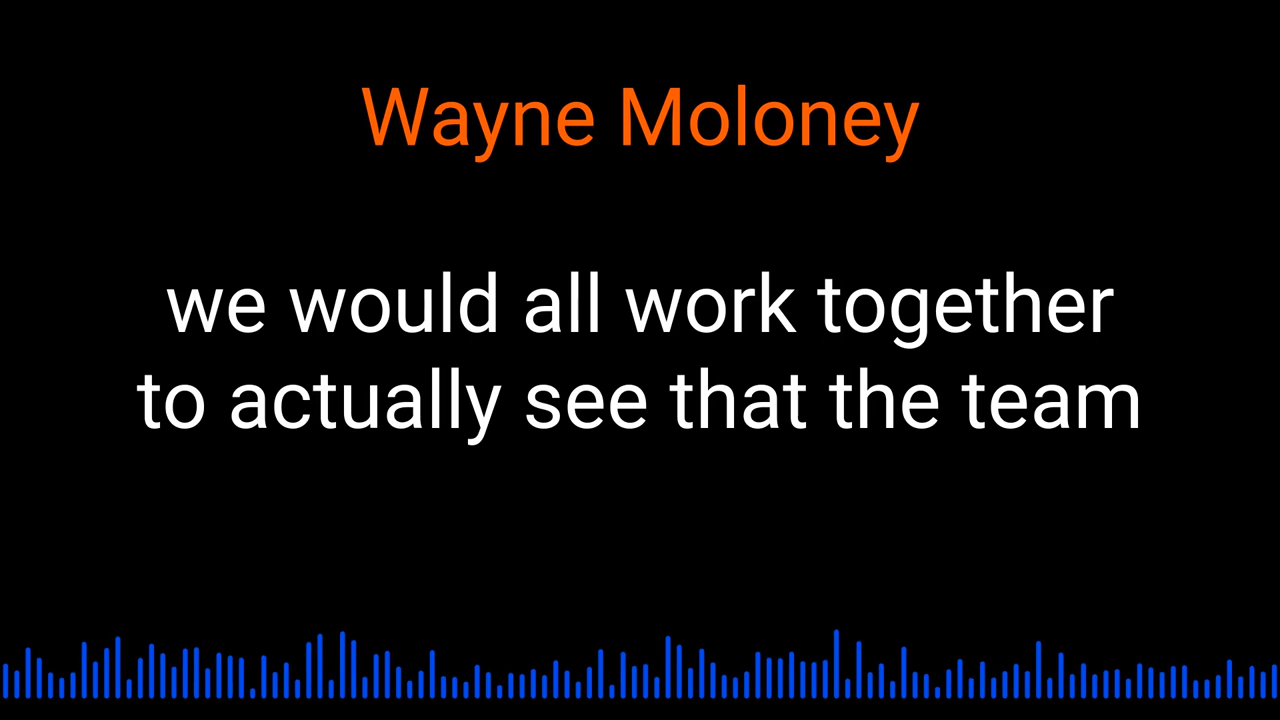 Wayne Moloney
we would all work together
to actually see that the team